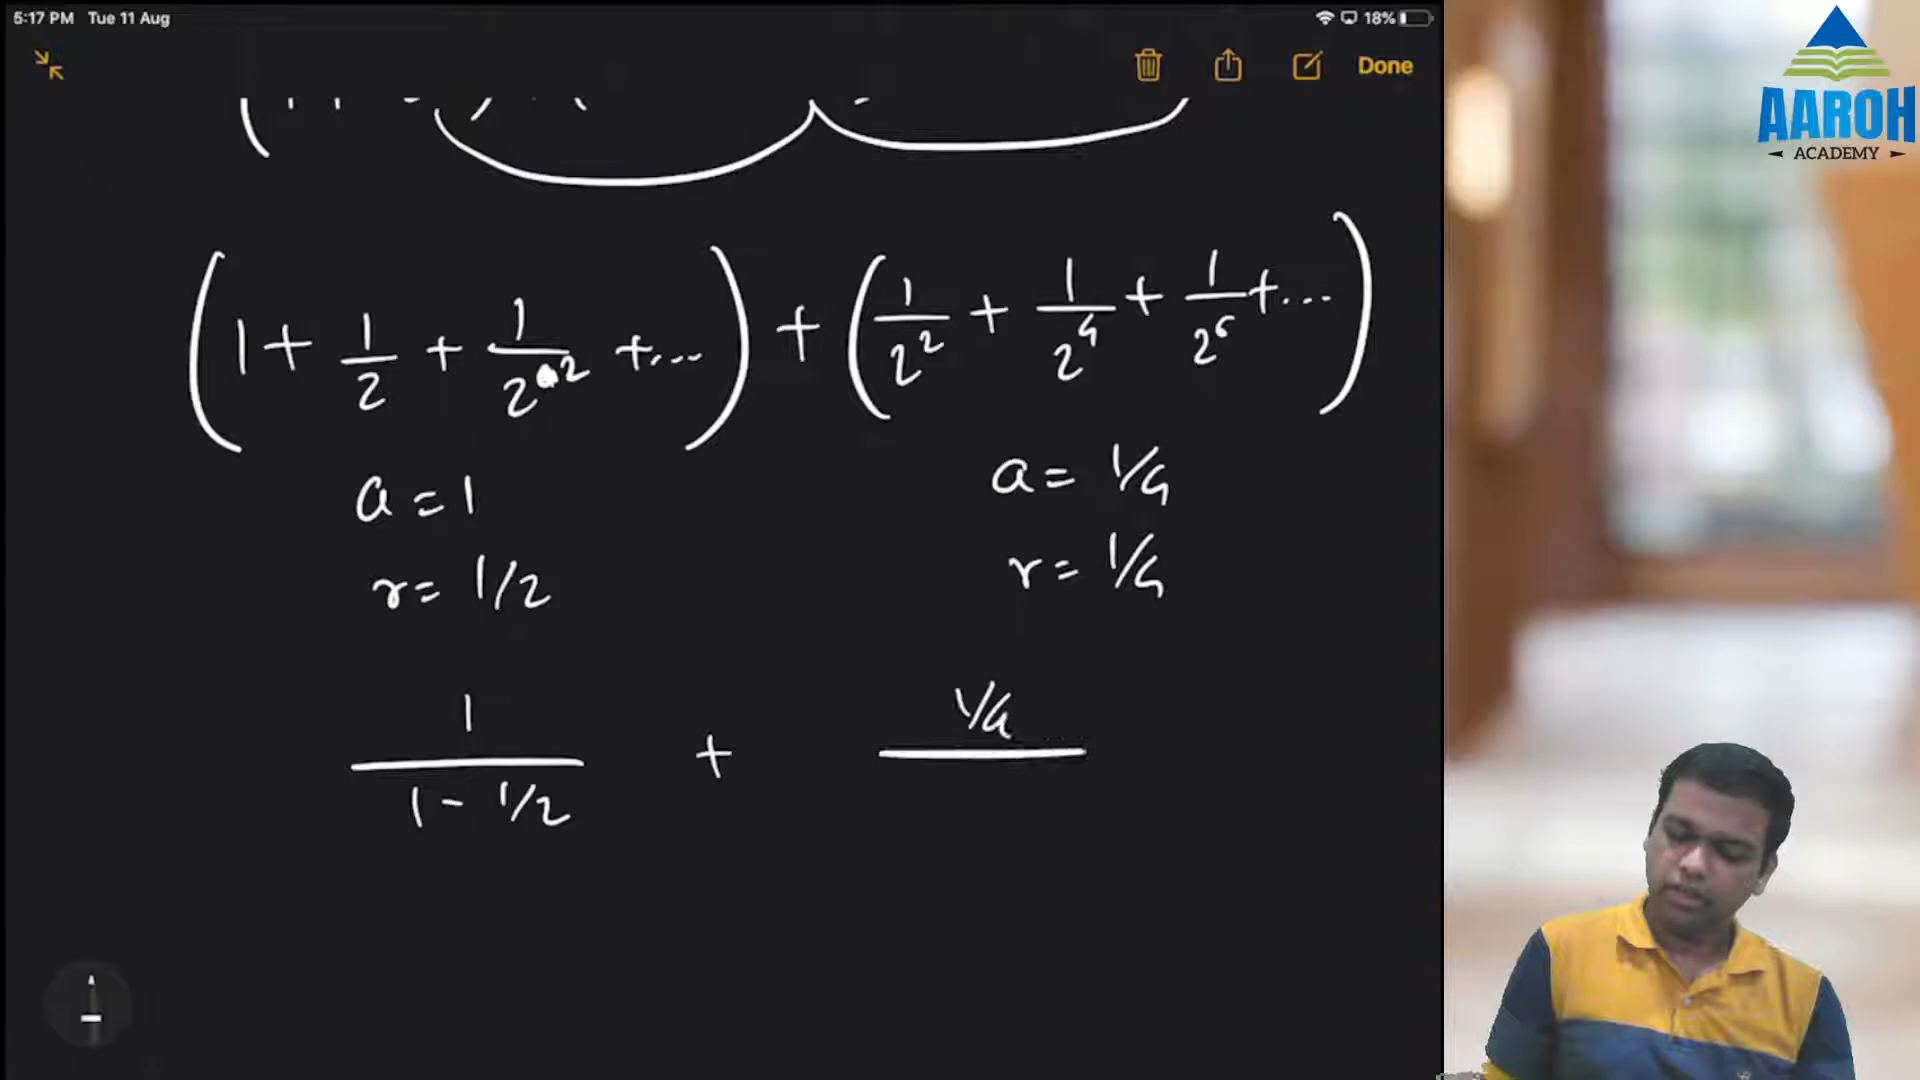 5:17 PM Tue 11 Aug 18%
Done
AAROH
ACADEMY
(1 + 1/2 + 1/2^2 + ...) + (1/2^2 + 1/2^4 + 1/2^6 + ...)
a = 1 a = 1/4
r = 1/2 r = 1/4
1 + 1/4
1 - 1/2